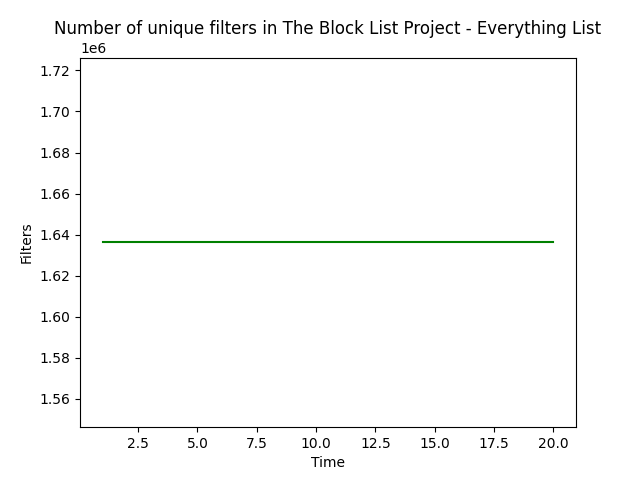 Number of unique filters in The Block List Project - Everything List
1e6
1.72
1.70
1.68
1.66
1.64
1.62
1.60
1.58
1.56
Filters
2.5 5.0 7.5 10.0 12.5 15.0 17.5 20.0
Time